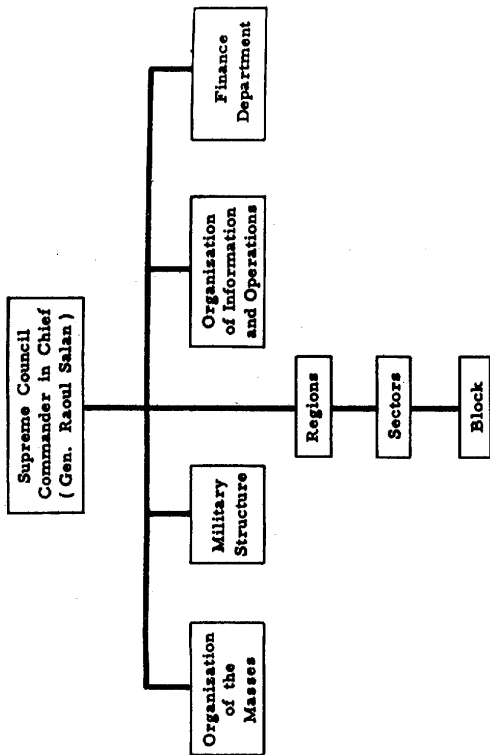 Supreme Council
Commander in Chief
( Gen. Raoul Salan )
Organization
of the
Masses
Military
Structure
Organization
of Information
and Operations
Finance
Department
Regions
Sectors
Block